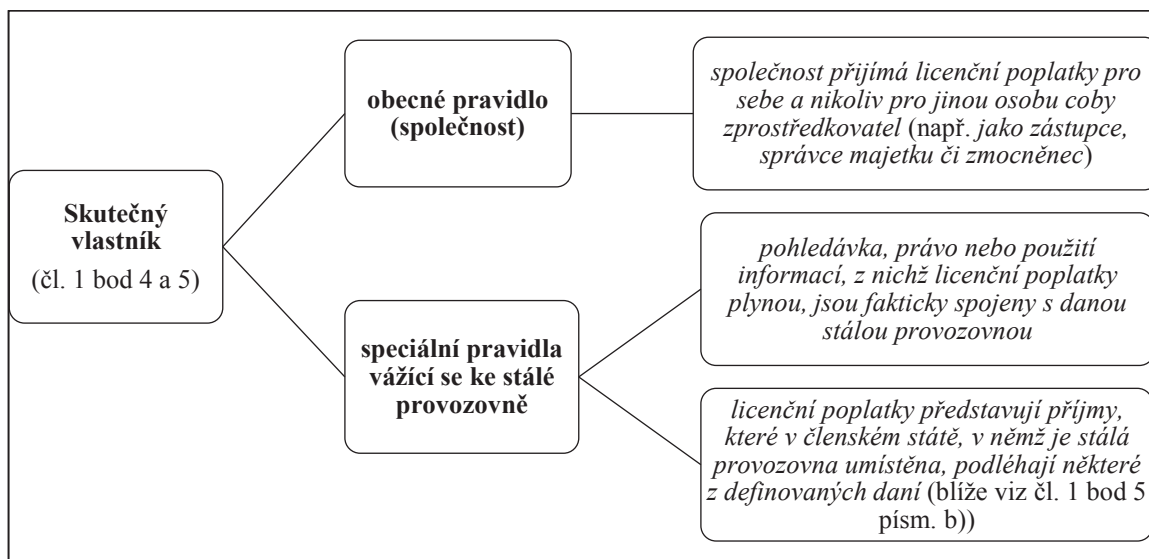 Skutečný
vlastník
(čl. 1 bod 4 a 5)
obecné pravidlo
(společnost)
společnost přijímá licenční poplatky pro
sebe a nikoliv pro jinou osobu coby
zprostředkovatel (např. jako zástupce,
správce majetku či zmocněnec)
speciální pravidla
vážící se ke stálé
provozovně
pohledávka, právo nebo použití
informací, z nichž licenční poplatky
plynou, jsou fakticky spojeny s danou
stálou provozovnou
licenční poplatky představují příjmy,
které v členském státě, v němž je stálá
provozovna umístěna, podléhají některé
z definovaných daní (blíže viz čl. 1 bod 5
písm. b))